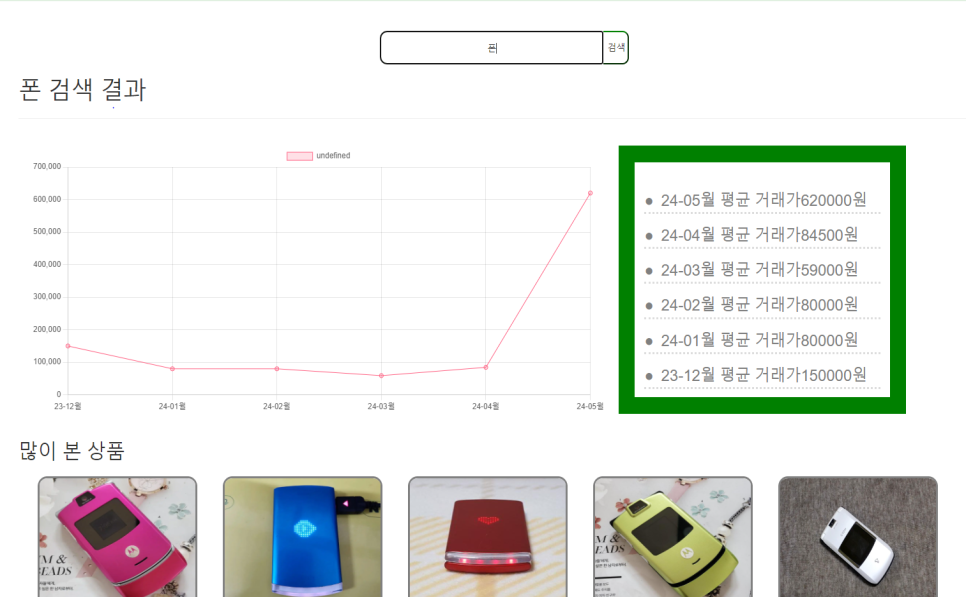 폰
검색
폰 검색 결과
undefined
700,000
600,000
500,000
400,000
300,000
200,000
100,000
0
23-12월
24-01월
24-02월
24-03월
24-04월
24-05월
24-05월 평균 거래가620000원
24-04월 평균 거래가84500원
24-03월 평균 거래가59000원
24-02월 평균 거래가80000원
24-01월 평균 거래가80000원
23-12월 평균 거래가150000원
많이 본 상품